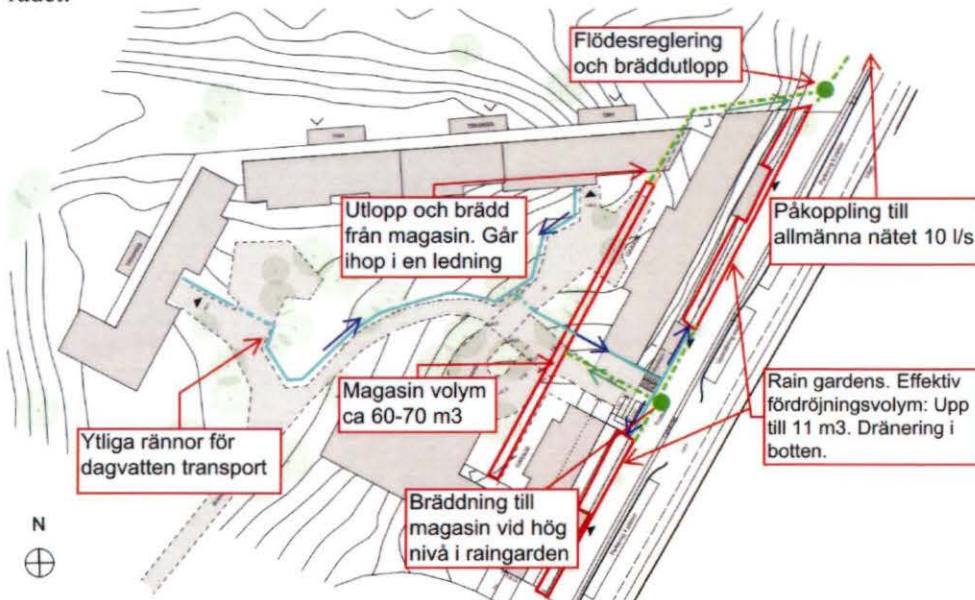 radet.
Flödesreglering
och bräddutlopp
Utlopp och brädd
från magasin. Går
ihop i en ledning
Påkoppling till
allmänna nätet 10 l/s
Magasin volym
ca 60-70 m3
Rain gardens. Effektiv
fördröjningsvolym: Upp
till 11 m3. Dränering i
botten.
Ytliga rännor för
dagvatten transport
Bräddning till
magasin vid hög
nivå i raingarden
N